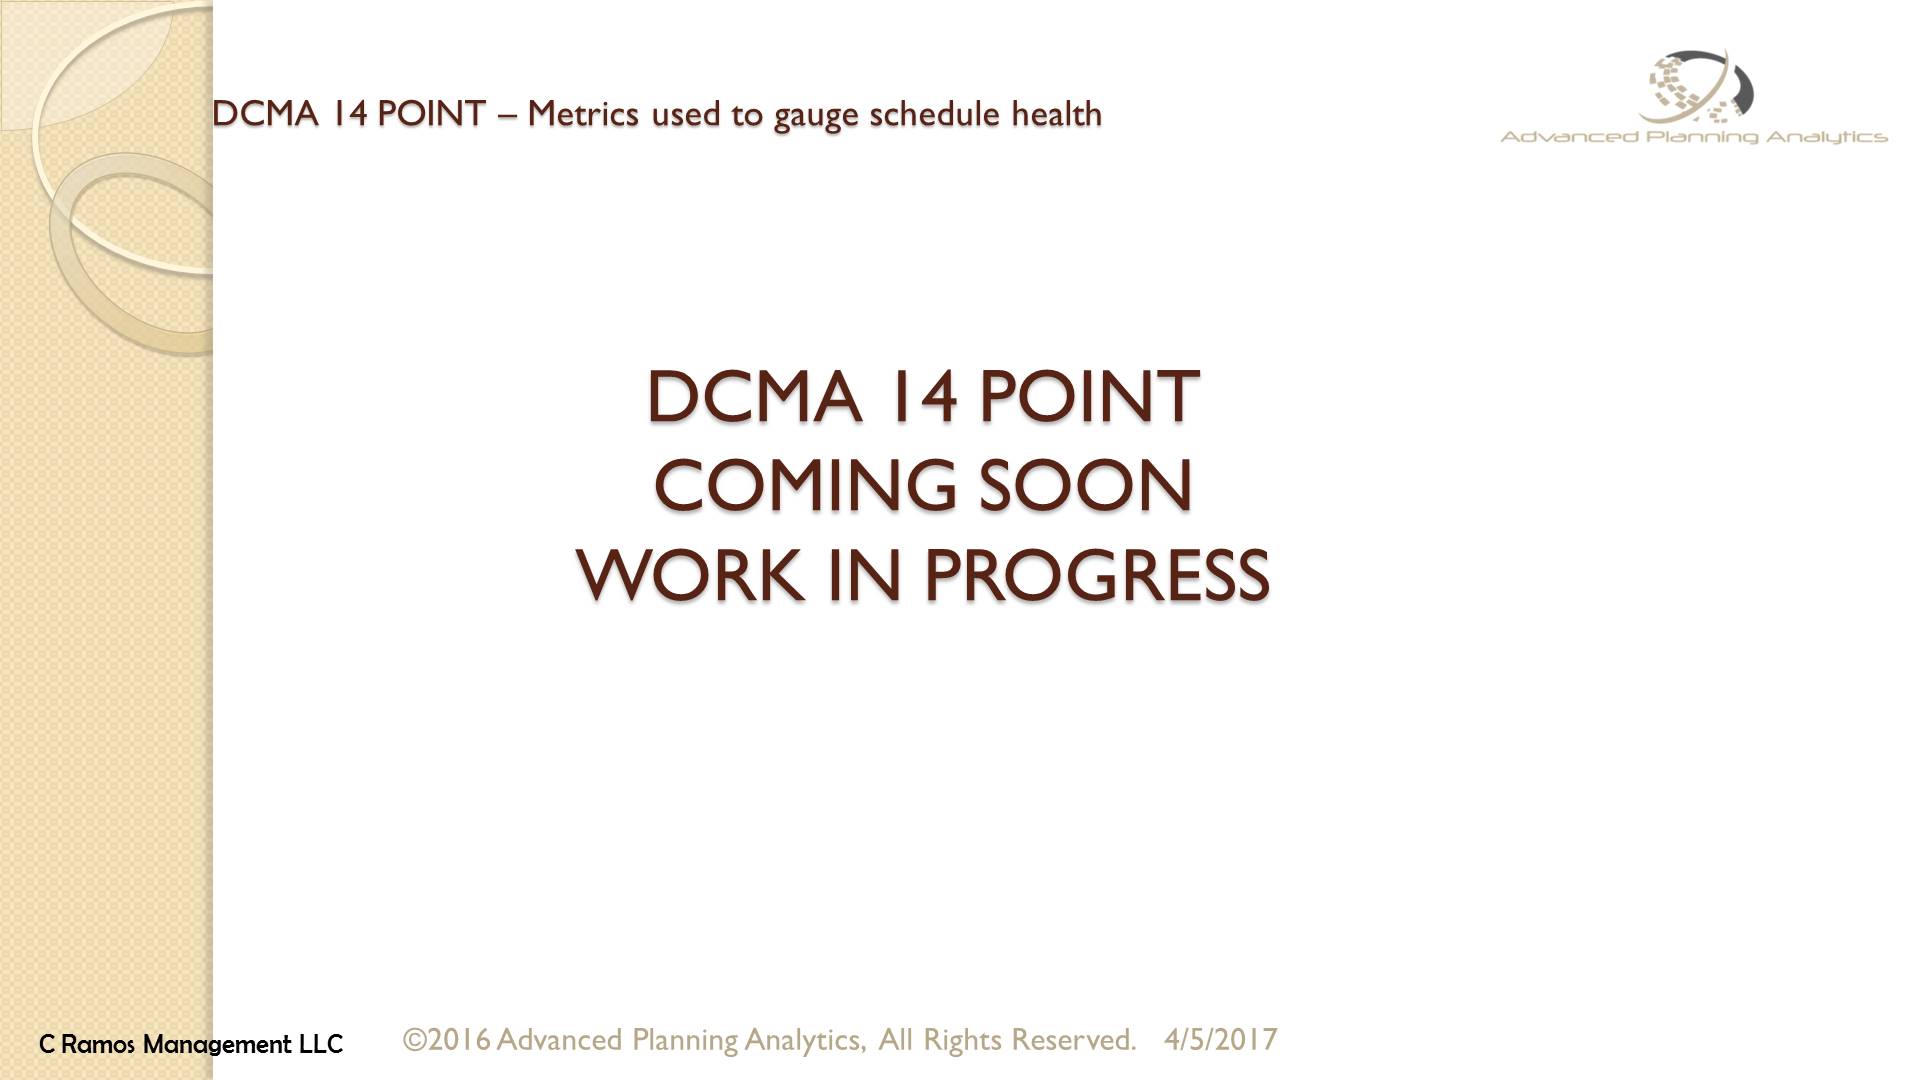 DCMA 14 POINT – Metrics used to gauge schedule health
Advanced Planning Analytics
DCMA 14 POINT
COMING SOON
WORK IN PROGRESS
C Ramos Management LLC
©2016 Advanced Planning Analytics, All Rights Reserved. 4/5/2017